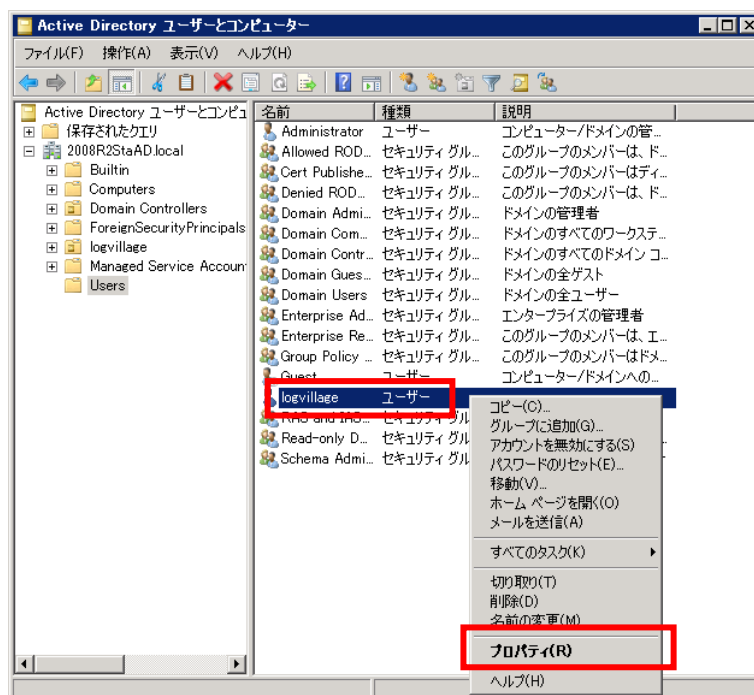 Active Directory ユーザーとコンピューター
ファイル(F) 操作(A) 表示(V) ヘルプ(H)
Active Directory ユーザーとコンピュ
保存されたクエリ
2008R2StaAD.local
Builtin
Computers
Domain Controllers
ForeignSecurityPrincipals
logvillage
Managed Service Accoun
Users
名前 種類 説明
Administrator ユーザー コンピューター/ドメインの管...
Allowed ROD... セキュリティ グル... このグループのメンバーは、ド...
Cert Publishe... セキュリティ グル... このグループのメンバーはディ...
Denied ROD... セキュリティ グル... このグループのメンバーは、ド...
Domain Admi... セキュリティ グル... ドメインの管理者
Domain Com... セキュリティ グル... ドメインのすべてのワークステ...
Domain Contr... セキュリティ グル... ドメインのすべてのドメイン コ...
Domain Gues... セキュリティ グル... ドメインの全ゲスト
Domain Users セキュリティ グル... ドメインの全ユーザー
Enterprise Ad... セキュリティ グル... エンタープライズの管理者
Enterprise Re... セキュリティ グル... このグループのメンバーは、エ...
Group Policy ... セキュリティ グル... このグループのメンバーはドメ...
Guest ユーザー コンピューター/ドメインへの...
logvillage ユーザー
RAS and IAS... セキュリティ グル
Read-only D... セキュリティ グル
Schema Admi... セキュリティ グル
コピー(C)...
グループに追加(G)...
アカウントを無効にする(S)
パスワードのリセット(E)...
移動(V)...
ホーム ページを開く(O)
メールを送信(A)
すべてのタスク(K)
切り取り(T)
削除(D)
名前の変更(M)
プロパティ(R)
ヘルプ(H)